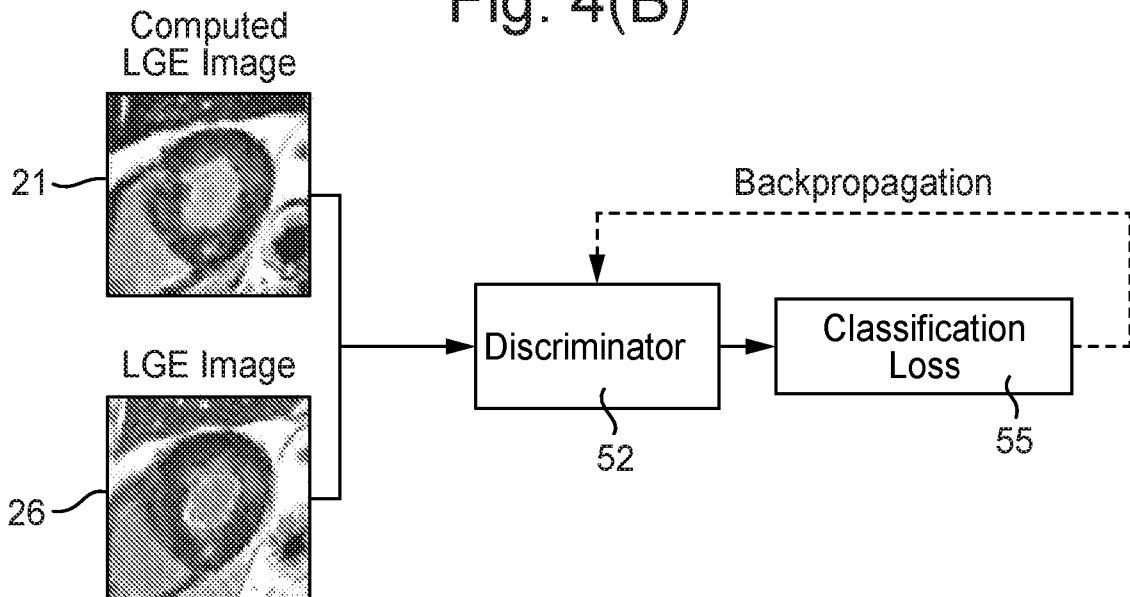 Fig. 4(B)
Computed
LGE Image
21
Backpropagation
Discriminator
Classification
Loss
52
55
LGE Image
26